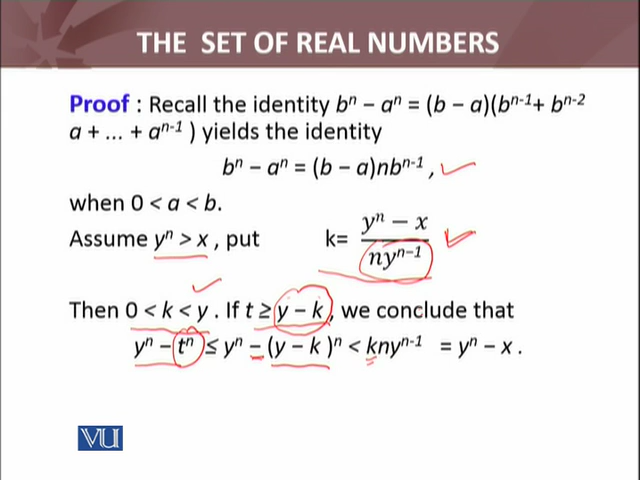 THE SET OF REAL NUMBERS
Proof : Recall the identity bⁿ − aⁿ = (b − a)(bⁿ⁻¹+ bⁿ⁻²
a + ... + aⁿ⁻¹ ) yields the identity
bⁿ − aⁿ = (b − a)nbⁿ⁻¹ ,
when 0 < a < b.
Assume yⁿ > x , put k= (yⁿ − x)/(nyⁿ⁻¹)
Then 0 < k < y . If t ≥ y − k , we conclude that
yⁿ − tⁿ ≤ yⁿ − (y − k )ⁿ < knyⁿ⁻¹ = yⁿ − x .
VU